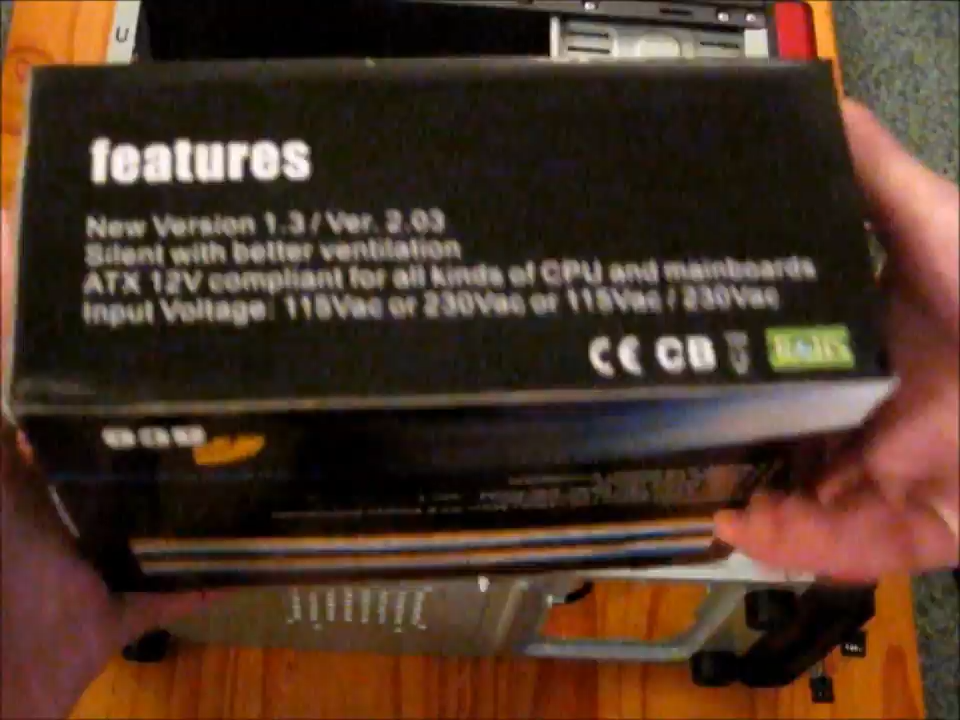 U
features
New Version 1.3 / Ver. 2.03
Silent with better ventilation
ATX 12V compliant for all kinds of CPU and mainboards
Input Voltage: 115Vac or 230Vac or 115Vac / 230Vac
CE CB RoHS